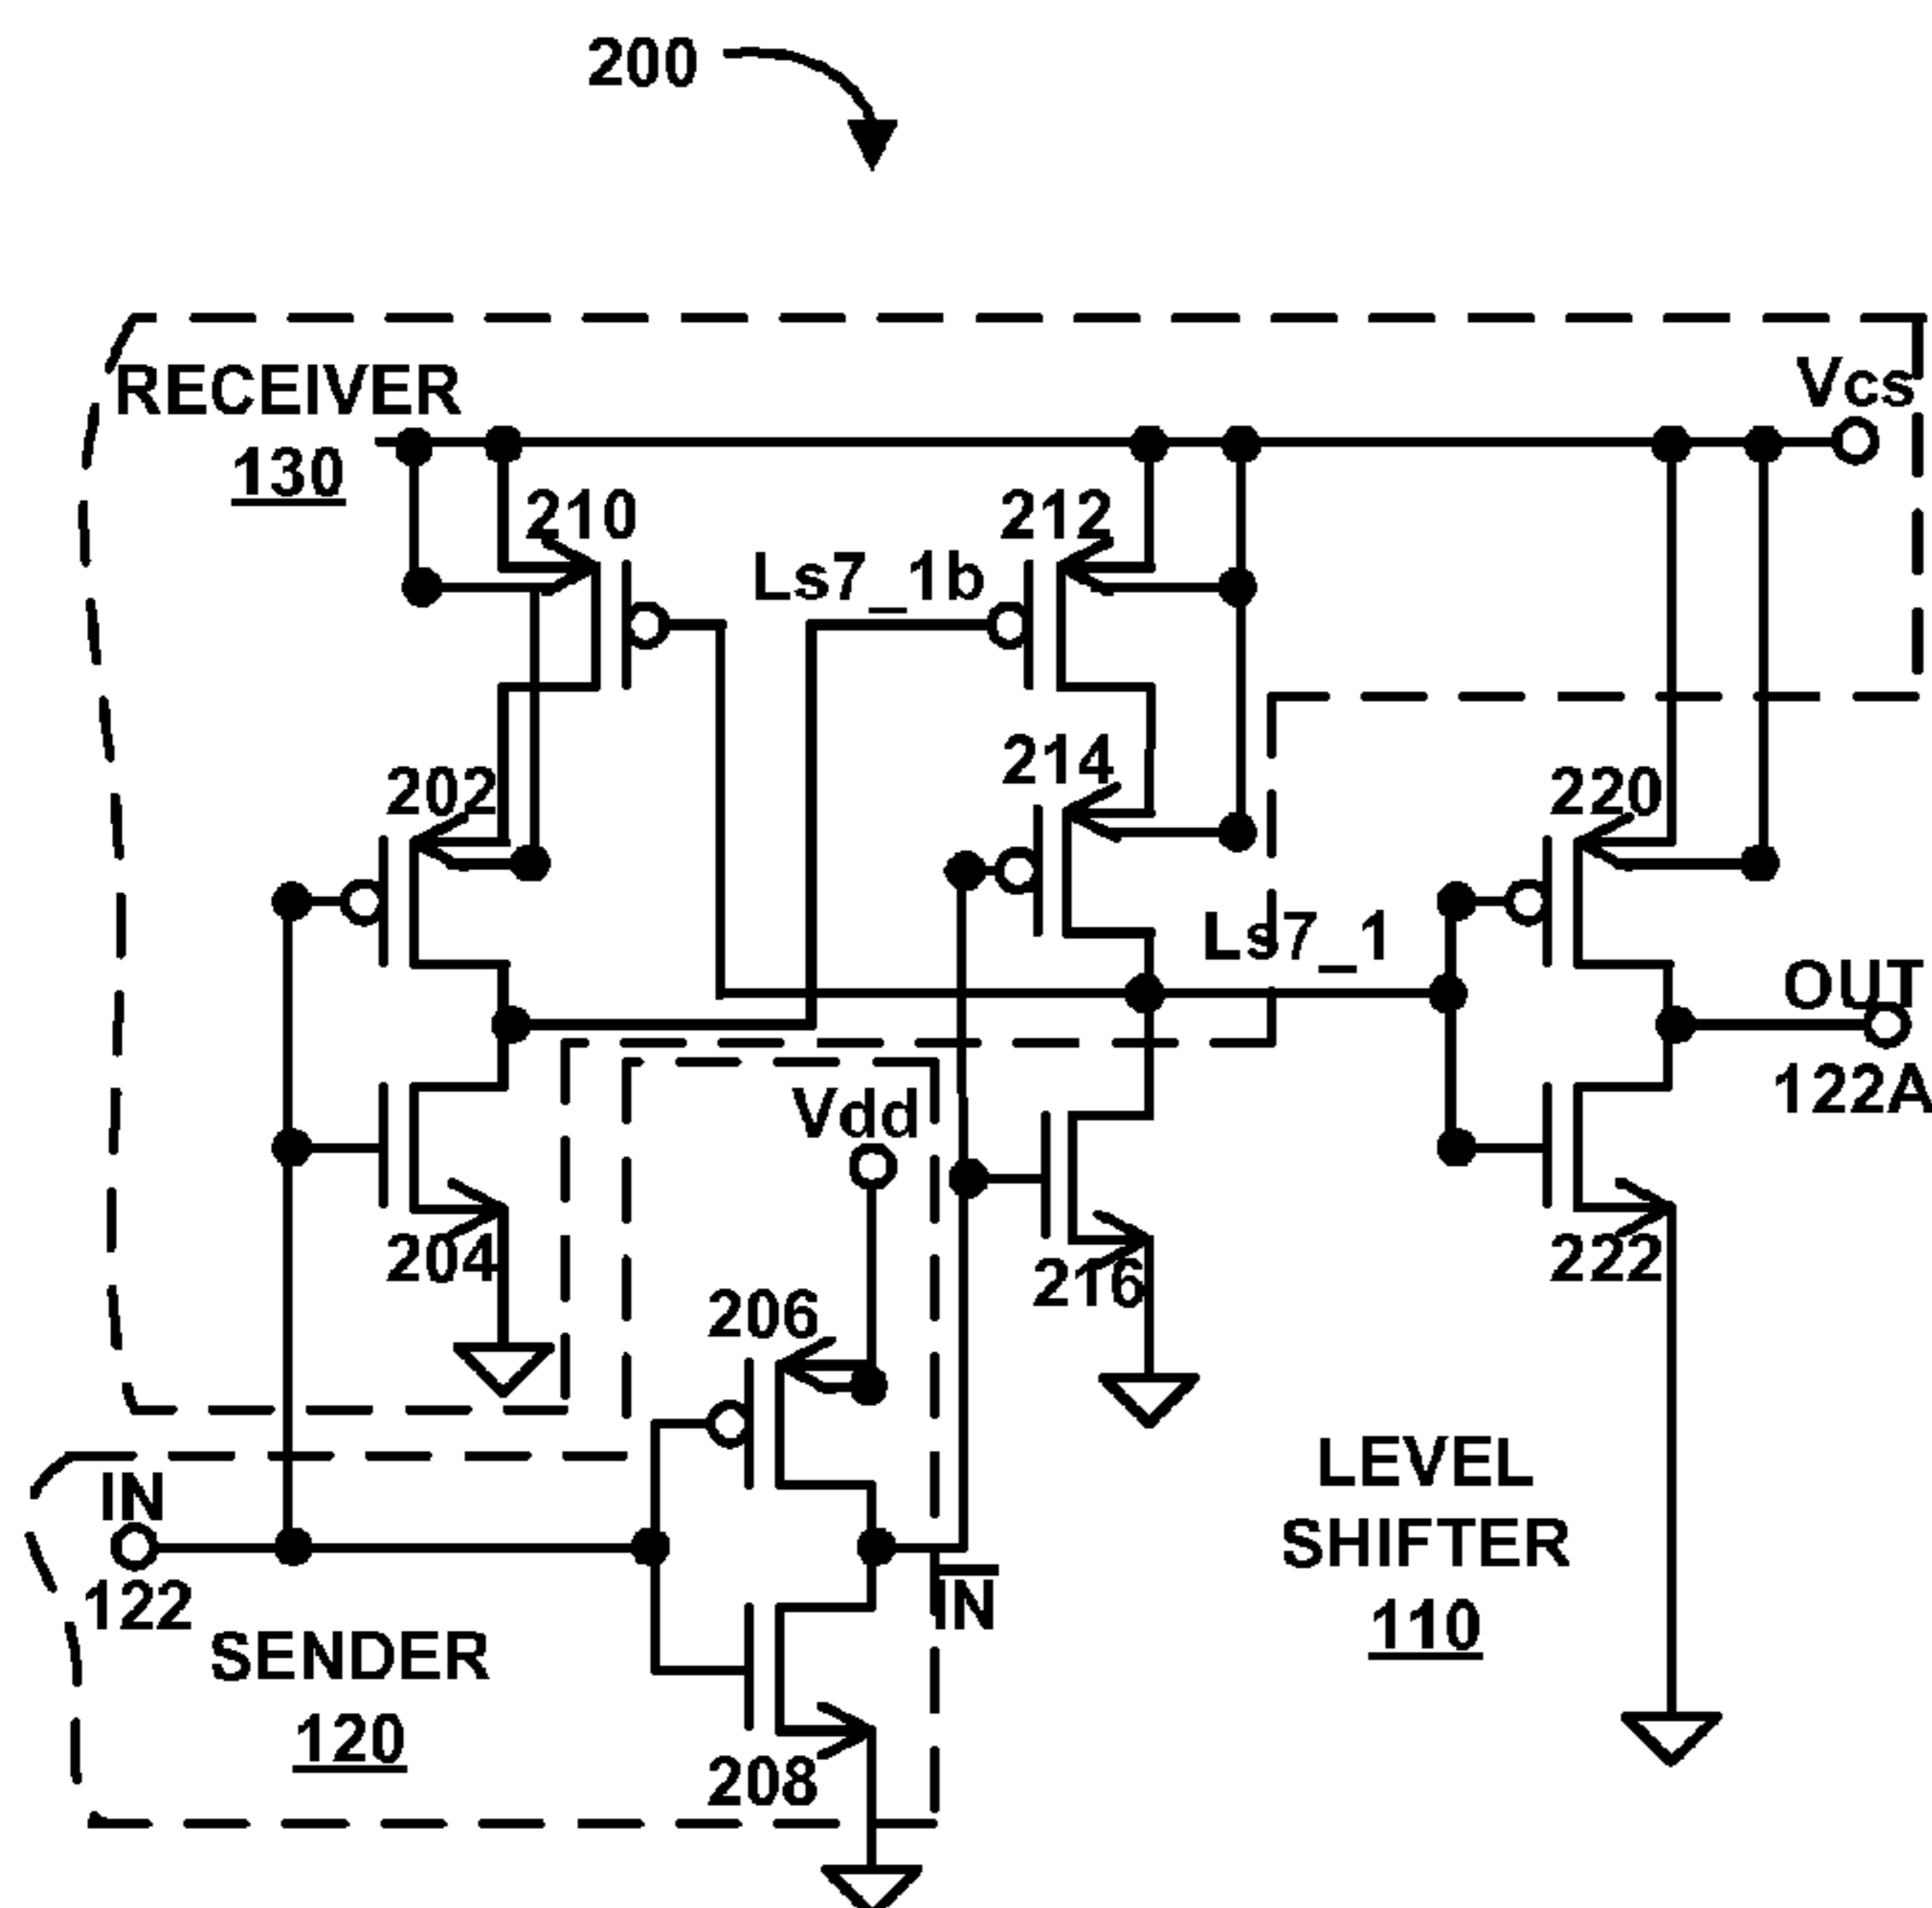 200
RECEIVER
130
Vcs
210
212
Ls7_1b
214
202
220
Ls7_1
OUT
122A
Vdd
204
216
222
206
IN
122
IN
LEVEL
SHIFTER
110
SENDER
120
208